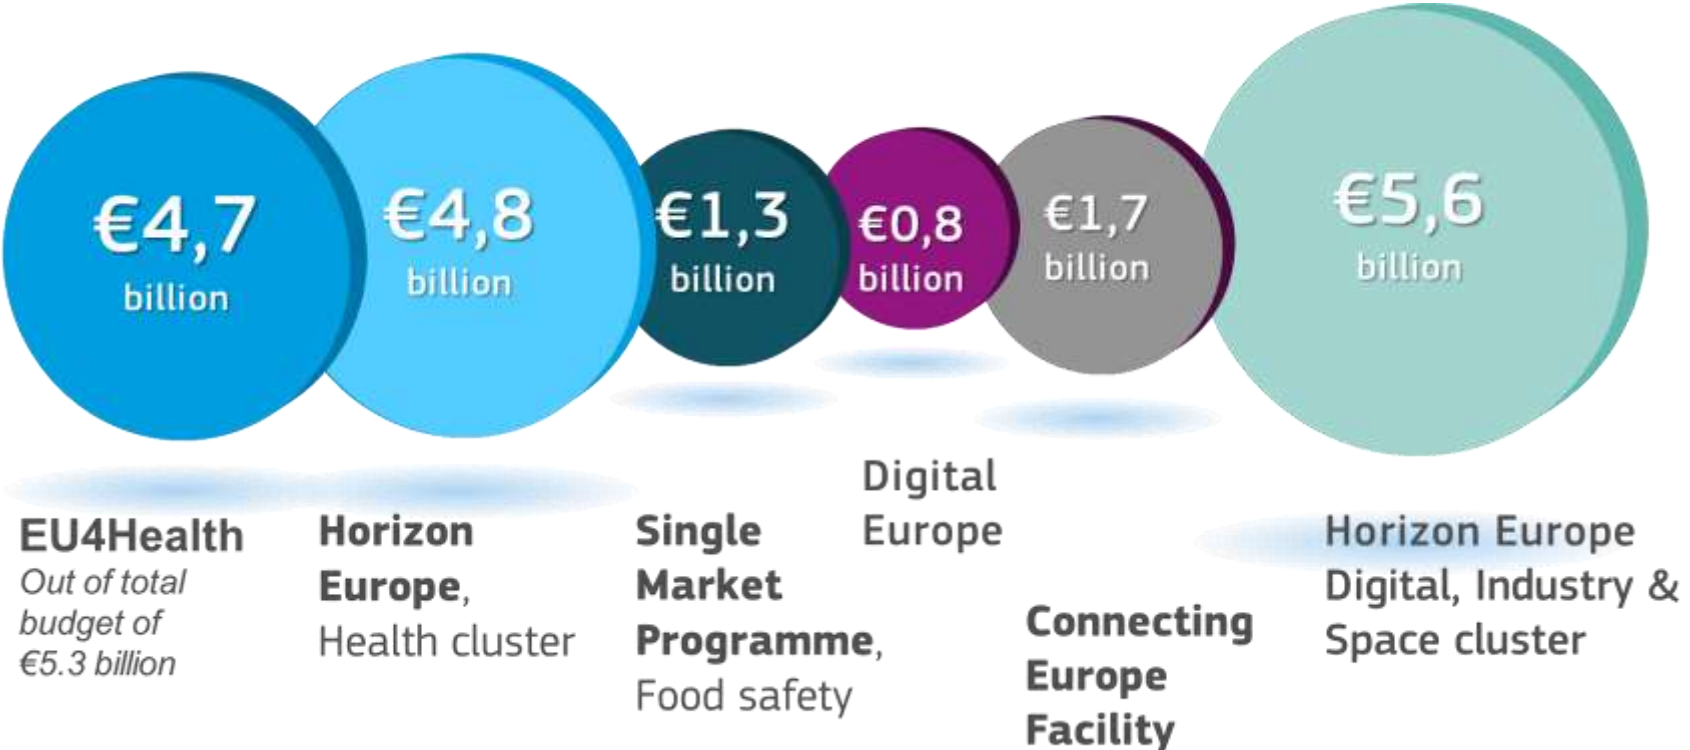 €4,7
billion
€4,8
billion
€1,3
billion
€0,8
billion
€1,7
billion
€5,6
billion
EU4Health
Out of total
budget of
€5.3 billion
Horizon
Europe,
Health cluster
Single
Market
Programme,
Food safety
Digital
Europe
Connecting
Europe
Facility
Horizon Europe
Digital, Industry &
Space cluster